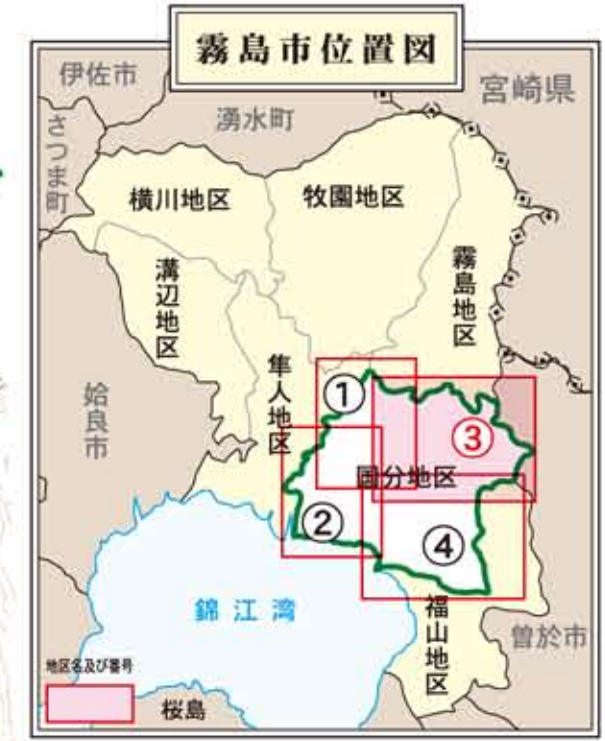 霧島市位置図
伊佐市
宮崎県
湧水町
さつま町
横川地区
牧園地区
霧島地区
溝辺地区
隼人地区
姶良市
①
③
国分地区
②
④
錦江湾
福山地区
曽於市
地区名及び番号
桜島